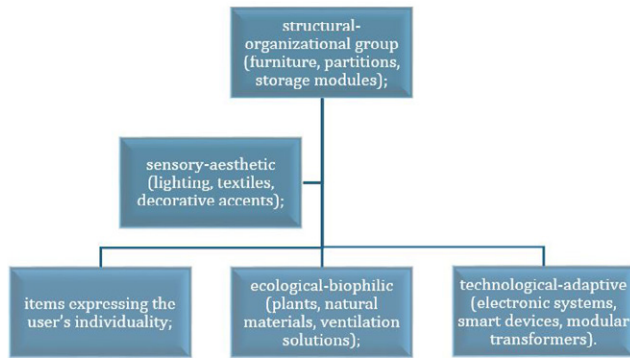 structural-
organizational group
(furniture, partitions,
storage modules);
sensory-aesthetic
(lighting, textiles,
decorative accents);
items expressing the
user's individuality;
ecological-biophilic
(plants, natural
materials, ventilation
solutions);
technological-adaptive
(electronic systems,
smart devices, modular
transformers).